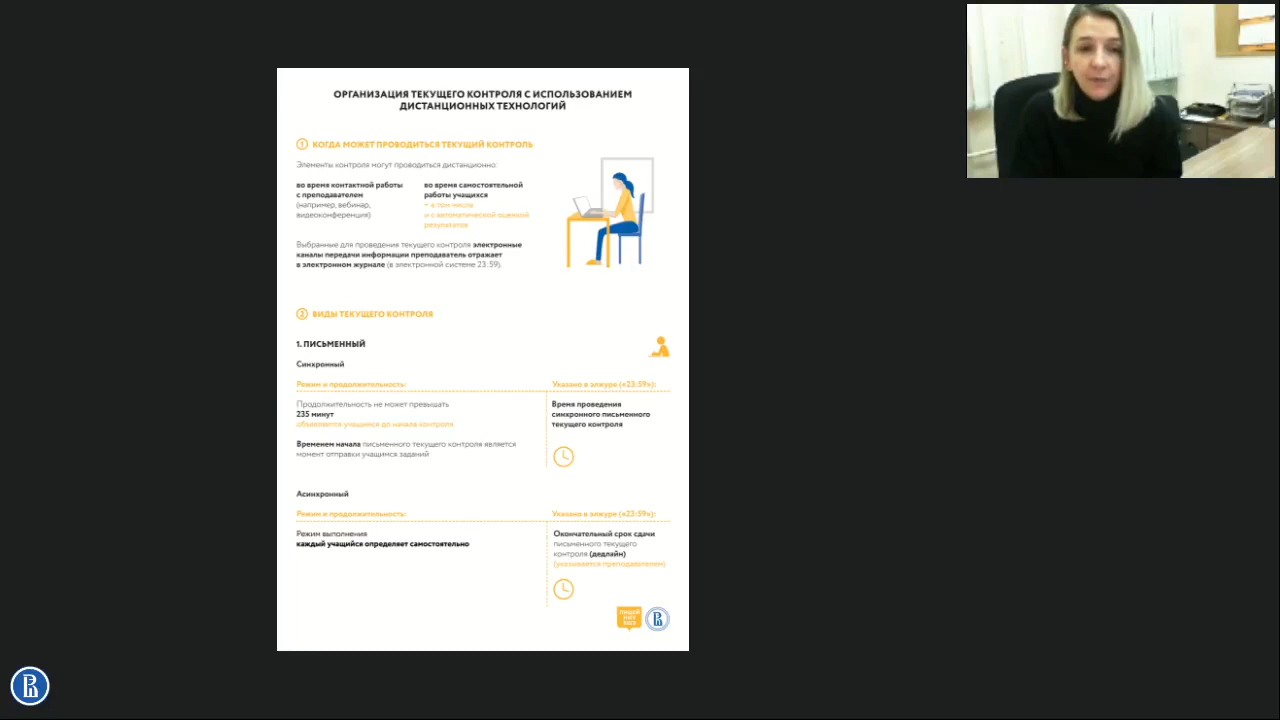 ОРГАНИЗАЦИЯ ТЕКУЩЕГО КОНТРОЛЯ С ИСПОЛЬЗОВАНИЕМ
ДИСТАНЦИОННЫХ ТЕХНОЛОГИЙ
1 КОГДА МОЖЕТ ПРОВОДИТЬСЯ ТЕКУЩИЙ КОНТРОЛЬ
Элементы контроля могут проводиться дистанционно:
во время контактной работы
с преподавателем
(например, вебинар,
видеоконференция)
во время самостоятельной
работы учащихся
– в том числе
и с автоматической оценкой
результатов
Выбранные для проведения текущего контроля электронные
каналы передачи информации преподаватель отражает
в электронном журнале (в электронной системе 23:59).
2 ВИДЫ ТЕКУЩЕГО КОНТРОЛЯ
1. ПИСЬМЕННЫЙ
Синхронный
Режим и продолжительность:
Указано в элжуре («23:59»):
Продолжительность не может превышать
235 минут
объявляется учащимся до начала контроля
Временем начала письменного текущего контроля является
момент отправки учащимся заданий
Время проведения
синхронного письменного
текущего контроля
Асинхронный
Режим и продолжительность:
Указано в элжуре («23:59»):
Режим выполнения
каждый учащийся определяет самостоятельно
Окончательный срок сдачи
письменного текущего
контроля (дедлайн)
(указывается преподавателем)
ЛИЦЕЙ
НИУ
ВШЭ